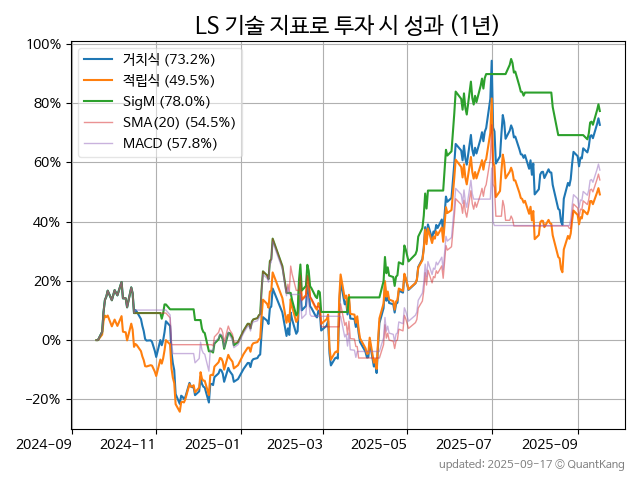 LS 기술 지표로 투자 시 성과 (1년)
100%
80%
60%
40%
20%
0%
−20%
거치식 (73.2%)
적립식 (49.5%)
SigM (78.0%)
SMA(20) (54.5%)
MACD (57.8%)
2024-09
2024-11
2025-01
2025-03
2025-05
2025-07
2025-09
updated: 2025-09-17 ⓒ QuantKang